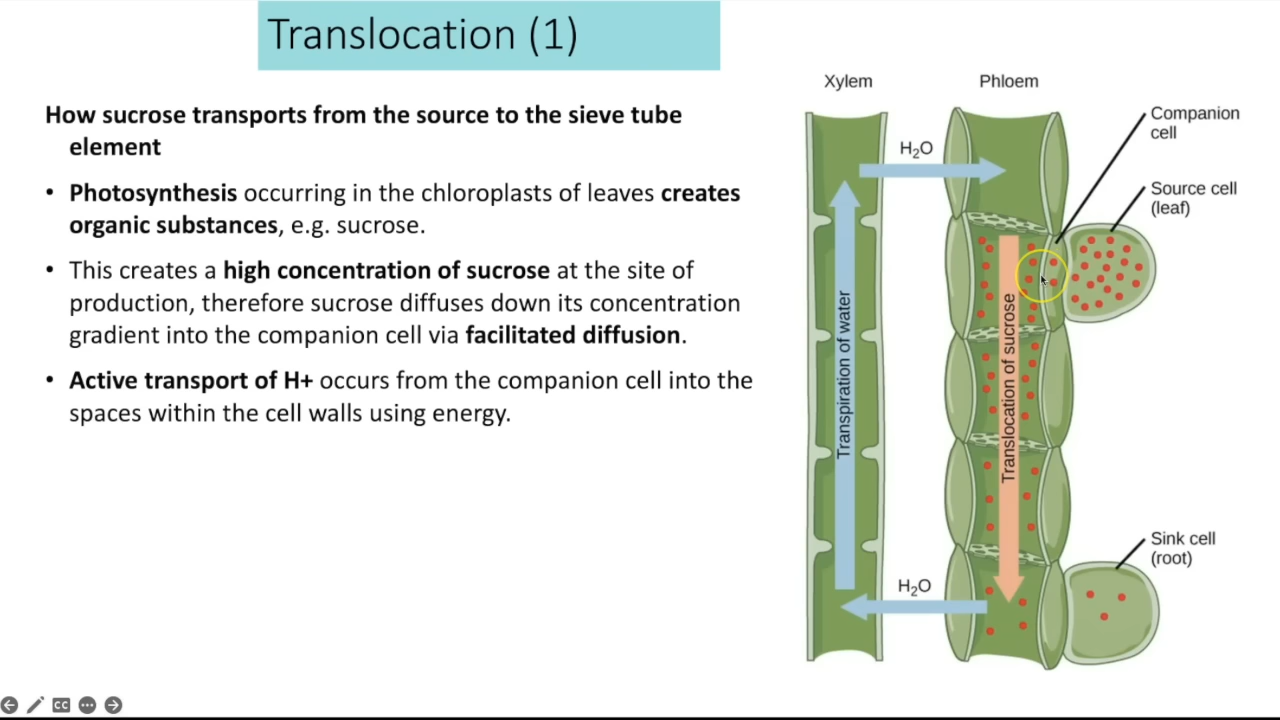 Translocation (1)
How sucrose transports from the source to the sieve tube
element
• Photosynthesis occurring in the chloroplasts of leaves creates
organic substances, e.g. sucrose.
• This creates a high concentration of sucrose at the site of
production, therefore sucrose diffuses down its concentration
gradient into the companion cell via facilitated diffusion.
• Active transport of H+ occurs from the companion cell into the
spaces within the cell walls using energy.
Xylem
Phloem
Companion
cell
H₂O
Source cell
(leaf)
Transpiration of water
Translocation of sucrose
Sink cell
(root)
H₂O
CC